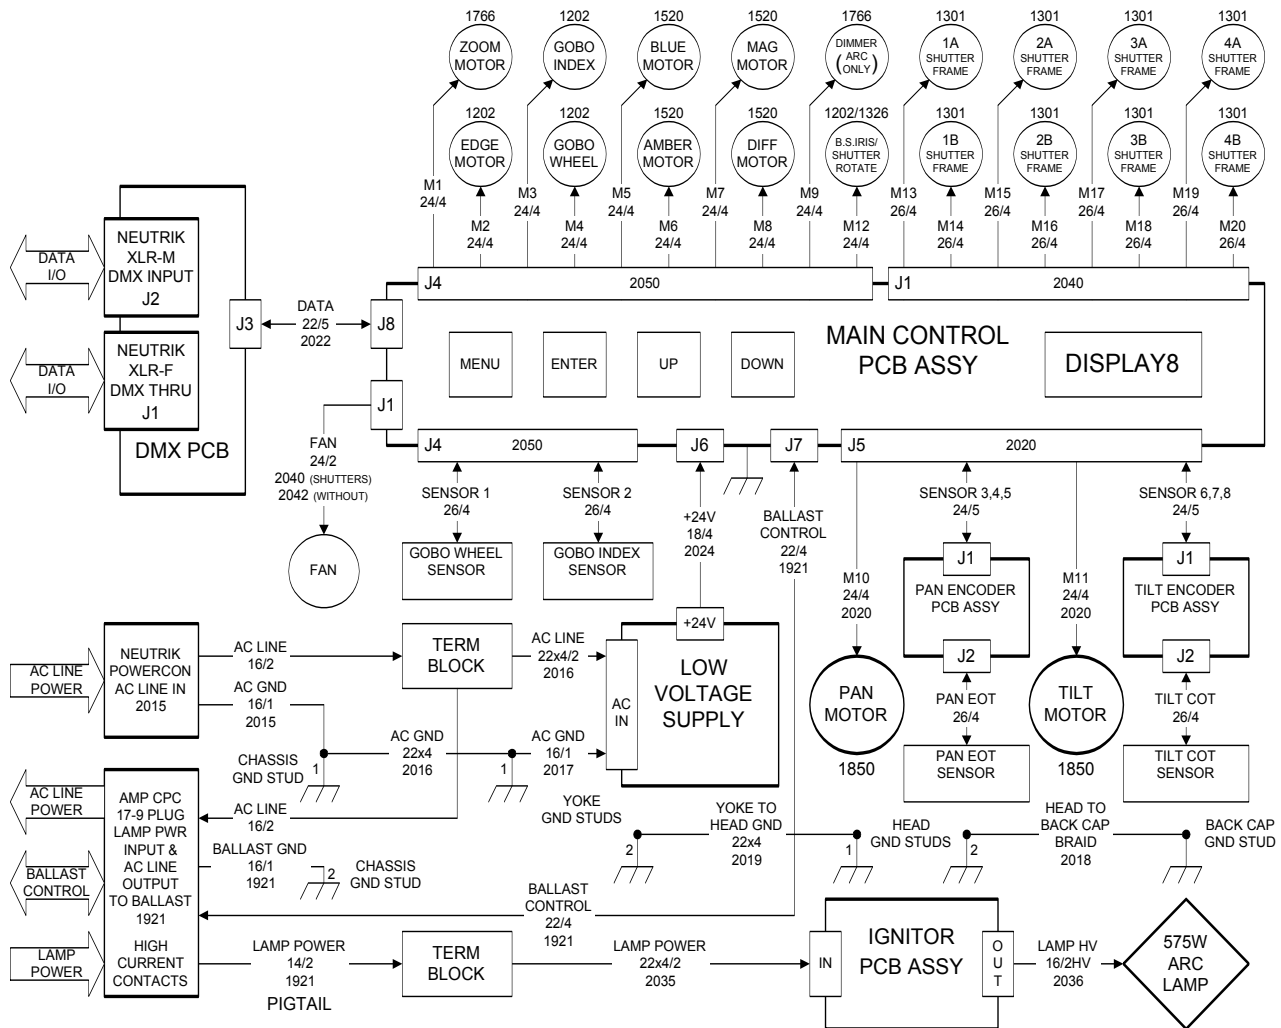 1766
1202
1520
1520
1766
1301
1301
1301
1301
ZOOM
MOTOR
GOBO
INDEX
BLUE
MOTOR
MAG
MOTOR
DIMMER
(ARC
ONLY)
1A
SHUTTER
FRAME
2A
SHUTTER
FRAME
3A
SHUTTER
FRAME
4A
SHUTTER
FRAME
1202
1202
1520
1520
1202/1326
1301
1301
1301
1301
EDGE
MOTOR
GOBO
WHEEL
AMBER
MOTOR
DIFF
MOTOR
B.S.IRIS/
SHUTTER
ROTATE
1B
SHUTTER
FRAME
2B
SHUTTER
FRAME
3B
SHUTTER
FRAME
4B
SHUTTER
FRAME
M1
24/4
M3
24/4
M5
24/4
M7
24/4
M9
24/4
M13
26/4
M15
26/4
M17
26/4
M19
26/4
M2
24/4
M4
24/4
M6
24/4
M8
24/4
M12
24/4
M14
26/4
M16
26/4
M18
26/4
M20
26/4
DATA
I/O
NEUTRIK
XLR-M
DMX INPUT
J2
DATA
I/O
NEUTRIK
XLR-F
DMX THRU
J1
DMX PCB
J3
DATA
22/5
2022
J8
J1
J4
2050
J1
2040
MENU
ENTER
UP
DOWN
MAIN CONTROL
PCB ASSY
DISPLAY8
J4
2050
J6
J7
J5
2020
FAN
24/2
2040 (SHUTTERS)
2042 (WITHOUT)
FAN
SENSOR 1
26/4
GOBO WHEEL
SENSOR
SENSOR 2
26/4
GOBO INDEX
SENSOR
+24V
18/4
2024
BALLAST
CONTROL
22/4
1921
M10
24/4
2020
PAN
MOTOR
1850
SENSOR 3,4,5
24/5
J1
PAN ENCODER
PCB ASSY
J2
PAN EOT
26/4
PAN EOT
SENSOR
M11
24/4
2020
TILT
MOTOR
1850
SENSOR 6,7,8
24/5
J1
TILT ENCODER
PCB ASSY
J2
TILT COT
26/4
TILT COT
SENSOR
AC LINE
POWER
NEUTRIK
POWERCON
AC LINE IN
2015
AC LINE
16/2
AC GND
16/1
2015
TERM
BLOCK
AC LINE
22x4/2
2016
+24V
AC IN
LOW
VOLTAGE
SUPPLY
CHASSIS
GND STUD
1
AC GND
22x4
2016
1
AC GND
16/1
2017
YOKE
GND STUDS
AC LINE
POWER
BALLAST
CONTROL
LAMP
POWER
AMP CPC
17-9 PLUG
LAMP PWR
INPUT &
AC LINE
OUTPUT
TO BALLAST
1921
HIGH
CURRENT
CONTACTS
AC LINE
16/2
BALLAST GND
16/1
1921
2
CHASSIS
GND STUD
2
YOKE TO
HEAD GND
22x4
2019
1
HEAD
GND STUDS
2
HEAD TO
BACK CAP
BRAID
2018
1
BACK CAP
GND STUD
BALLAST
CONTROL
22/4
1921
LAMP POWER
14/2
1921
PIGTAIL
TERM
BLOCK
LAMP POWER
22x4/2
2035
IN
IGNITOR
PCB ASSY
OUT
LAMP HV
16/2HV
2036
575W
ARC
LAMP